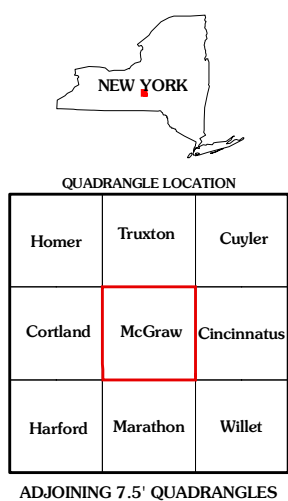 NEW YORK
QUADRANGLE LOCATION
Homer Truxton Cuyler
Cortland McGraw Cincinnatus
Harford Marathon Willet
ADJOINING 7.5' QUADRANGLES